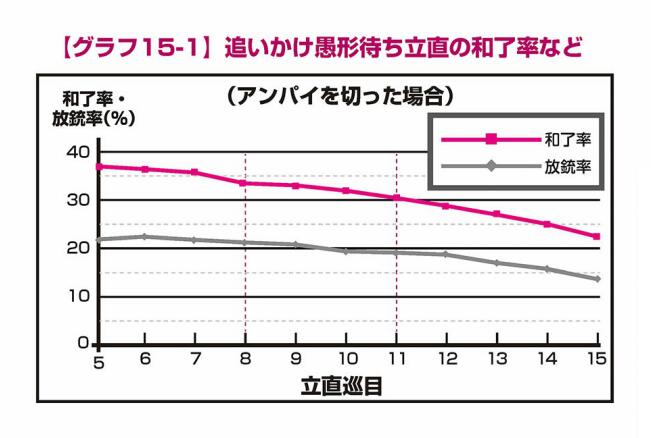 【グラフ15-1】追いかけ愚形待ち立直の和了率など
和了率・
放銃率(%)
（アンパイを切った場合）
和了率
放銃率
40
30
20
10
0
5 6 7 8 9 10 11 12 13 14 15
立直巡目